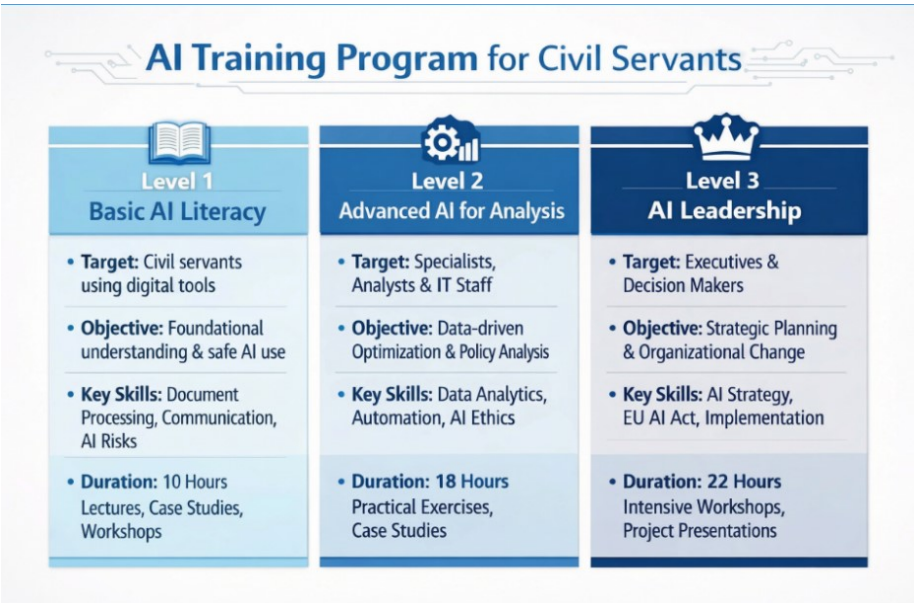 AI Training Program for Civil Servants
Level 1
Basic AI Literacy
• Target: Civil servants
using digital tools
• Objective: Foundational
understanding & safe AI use
• Key Skills: Document
Processing, Communication,
AI Risks
• Duration: 10 Hours
Lectures, Case Studies,
Workshops
Level 2
Advanced AI for Analysis
• Target: Specialists,
Analysts & IT Staff
• Objective: Data-driven
Optimization & Policy Analysis
• Key Skills: Data Analytics,
Automation, AI Ethics
• Duration: 18 Hours
Practical Exercises,
Case Studies
Level 3
AI Leadership
• Target: Executives &
Decision Makers
• Objective: Strategic Planning
& Organizational Change
• Key Skills: AI Strategy,
EU AI Act, Implementation
• Duration: 22 Hours
Intensive Workshops,
Project Presentations